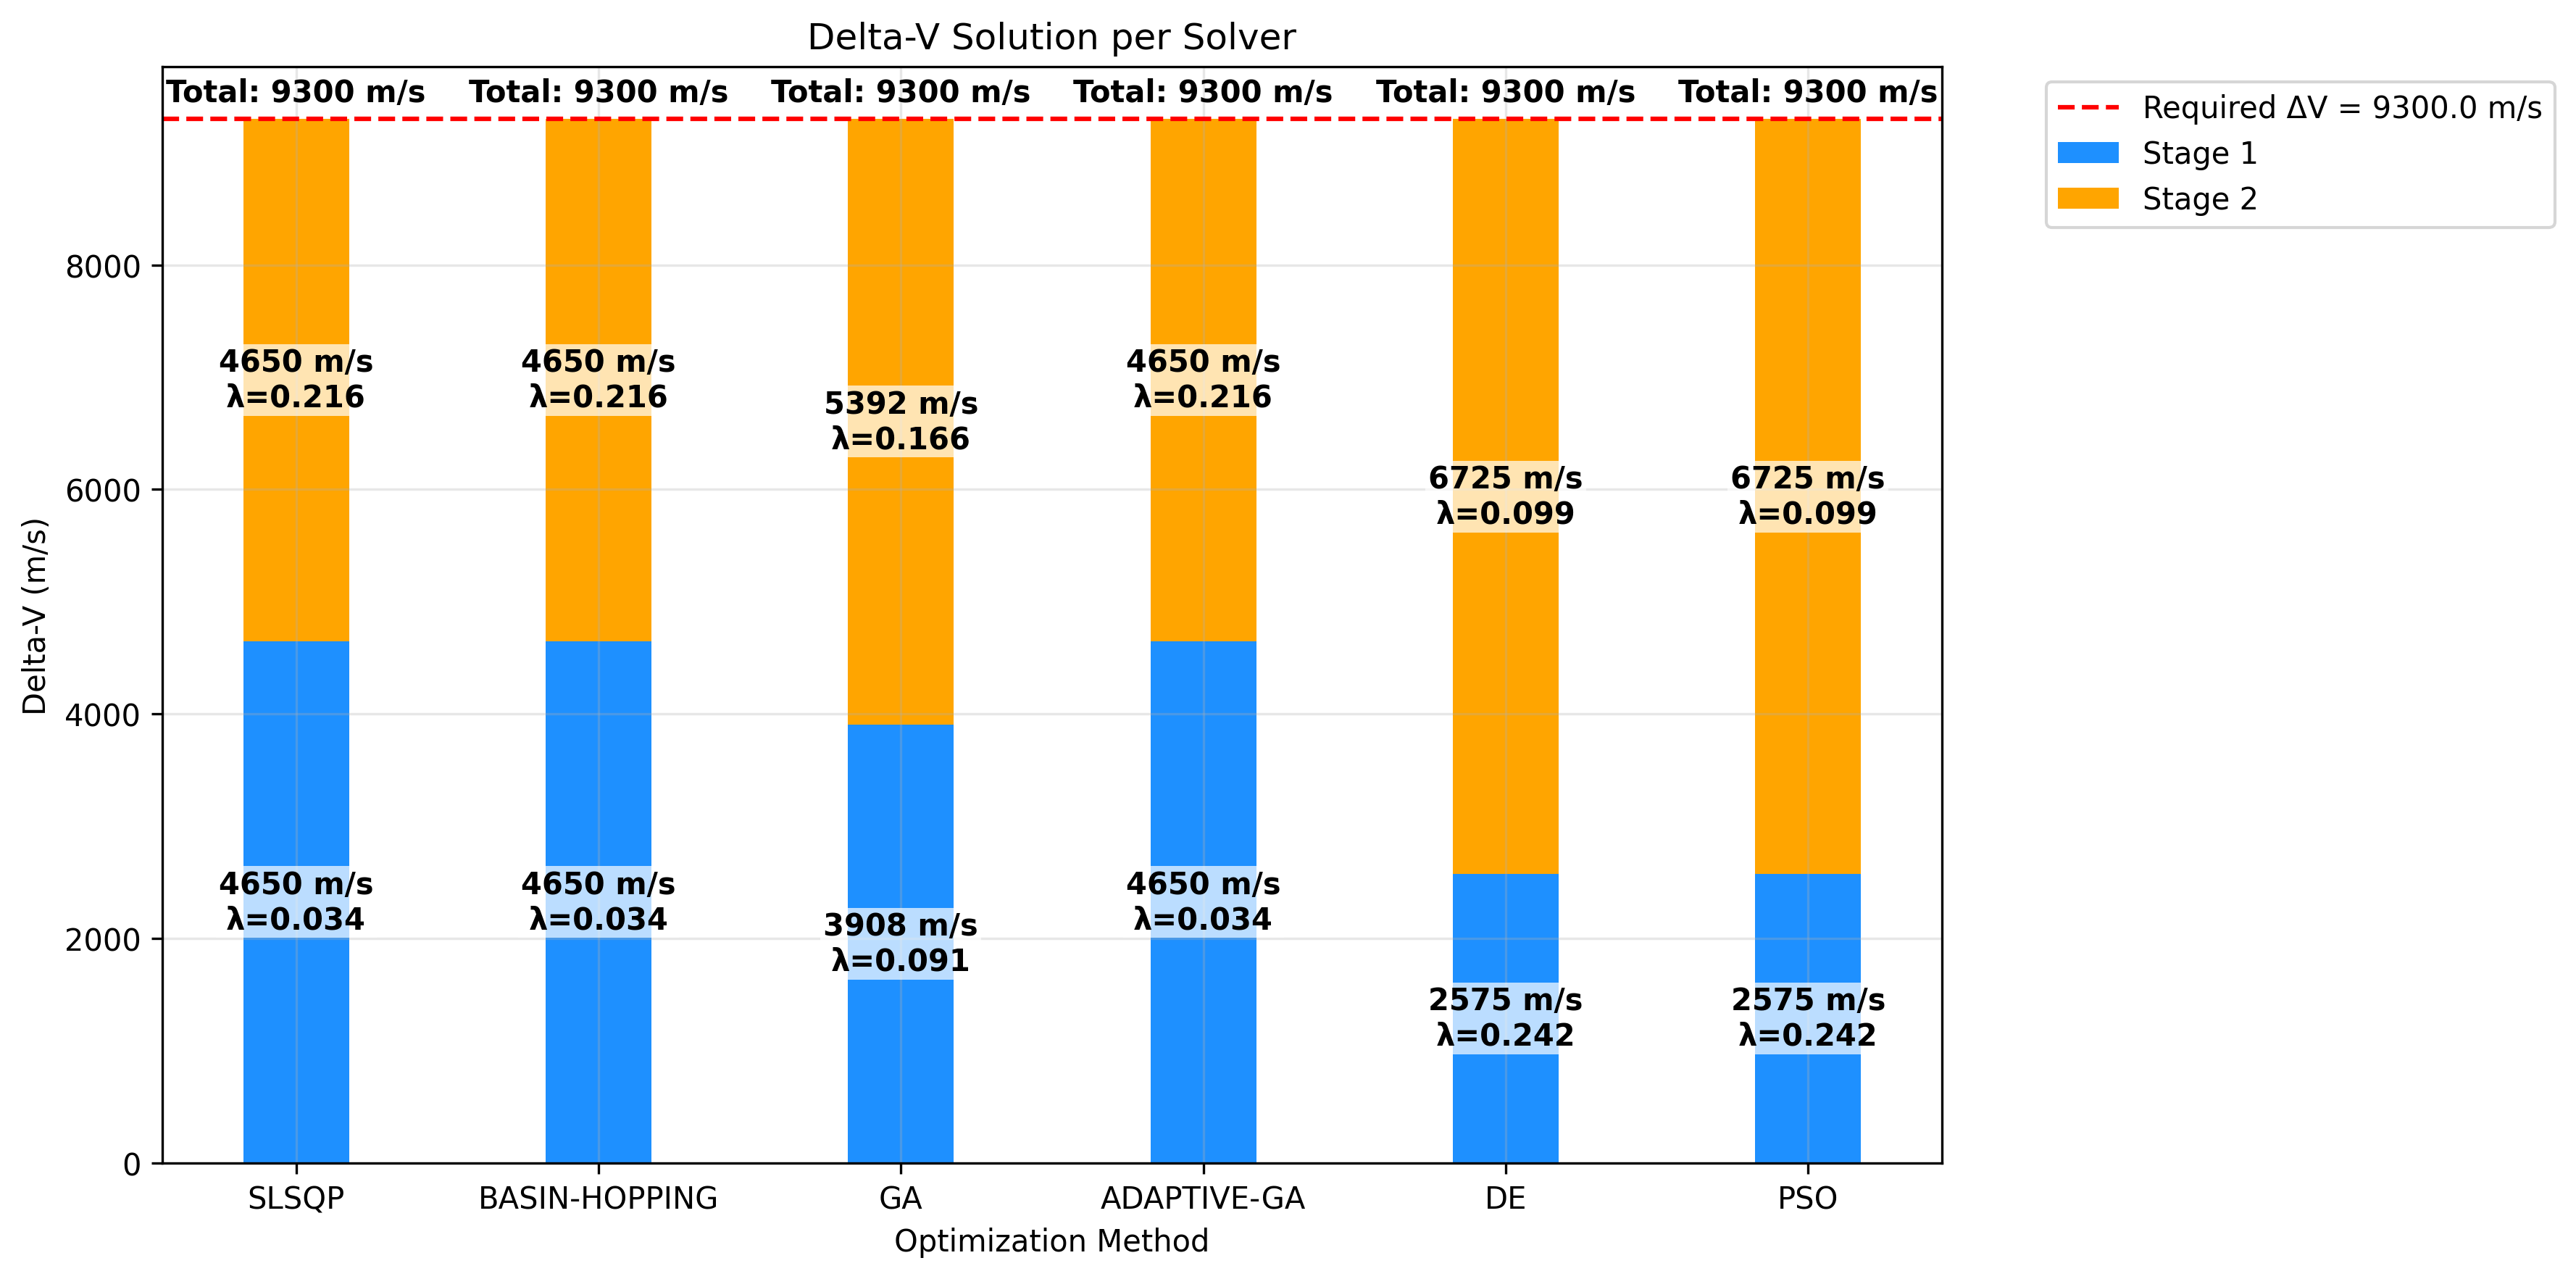 Delta-V Solution per Solver
Total: 9300 m/s
Total: 9300 m/s
Total: 9300 m/s
Total: 9300 m/s
Total: 9300 m/s
Total: 9300 m/s
Required ΔV = 9300.0 m/s
Stage 1
Stage 2
Delta-V (m/s)
8000
6000
4000
2000
0
4650 m/s
λ=0.216
4650 m/s
λ=0.034
4650 m/s
λ=0.216
4650 m/s
λ=0.034
5392 m/s
λ=0.166
3908 m/s
λ=0.091
4650 m/s
λ=0.216
4650 m/s
λ=0.034
6725 m/s
λ=0.099
2575 m/s
λ=0.242
6725 m/s
λ=0.099
2575 m/s
λ=0.242
SLSQP
BASIN-HOPPING
GA
ADAPTIVE-GA
DE
PSO
Optimization Method